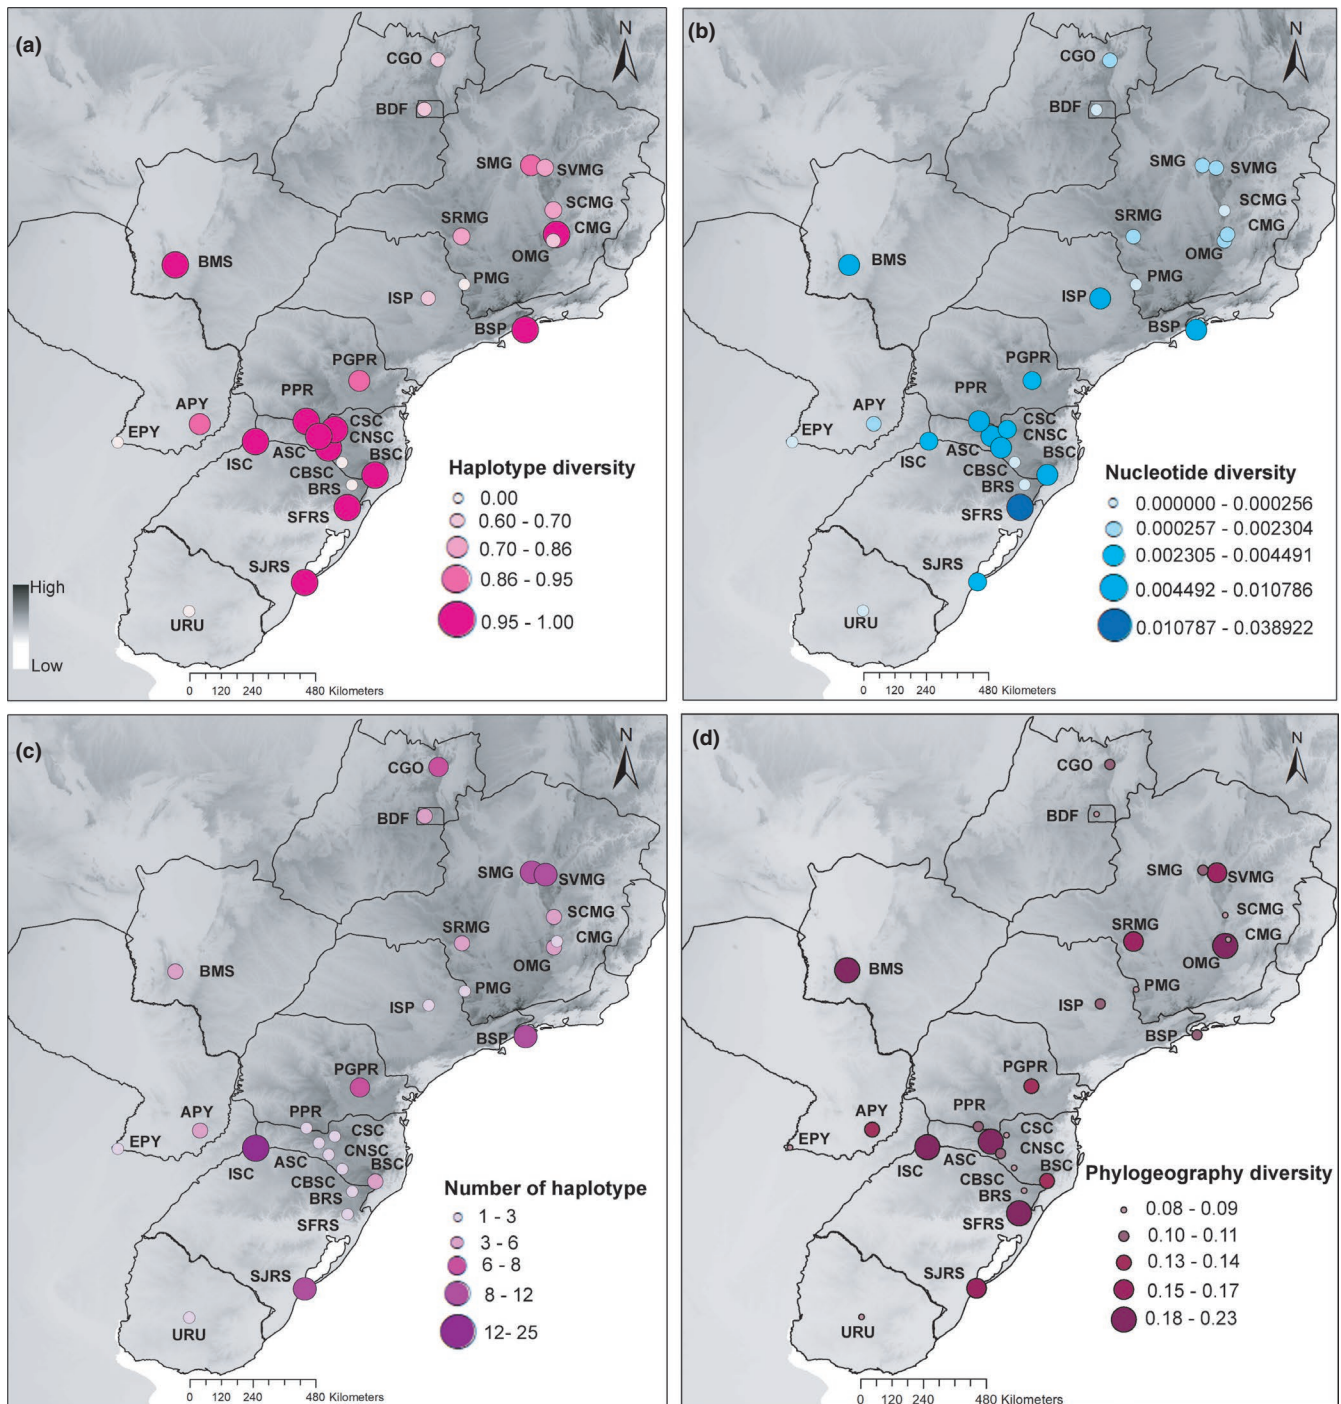 (a)
N
CGO
BDF
SMG
SVMG
SCMG
SRMG
CMG
OMG
BMS
PMG
ISP
BSP
PGPR
PPR
APY
EPY
CSC
CNSC
ISC
ASC
BSC
CBSC
BRS
SFRS
SJRS
URU
Haplotype diversity
0.00
0.60 - 0.70
0.70 - 0.86
0.86 - 0.95
0.95 - 1.00
High
Low
0 120 240 480 Kilometers
(b)
N
CGO
BDF
SMG
SVMG
SCMG
SRMG
CMG
OMG
BMS
PMG
ISP
BSP
PGPR
PPR
APY
EPY
CSC
CNSC
ISC
ASC
BSC
CBSC
BRS
SFRS
SJRS
URU
Nucleotide diversity
0.000000 - 0.000256
0.000257 - 0.002304
0.002305 - 0.004491
0.004492 - 0.010786
0.010787 - 0.038922
0 120 240 480 Kilometers
(c)
N
CGO
BDF
SMG
SVMG
SCMG
SRMG
CMG
OMG
BMS
PMG
ISP
BSP
PGPR
PPR
APY
EPY
CSC
CNSC
ISC
ASC
BSC
CBSC
BRS
SFRS
SJRS
URU
Number of haplotype
1 - 3
3 - 6
6 - 8
8 - 12
12- 25
0 120 240 480 Kilometers
(d)
N
CGO
BDF
SMG
SVMG
SCMG
SRMG
CMG
OMG
BMS
PMG
ISP
BSP
PGPR
PPR
APY
EPY
CSC
CNSC
ISC
ASC
BSC
CBSC
BRS
SFRS
SJRS
URU
Phylogeography diversity
0.08 - 0.09
0.10 - 0.11
0.13 - 0.14
0.15 - 0.17
0.18 - 0.23
0 120 240 480 Kilometers